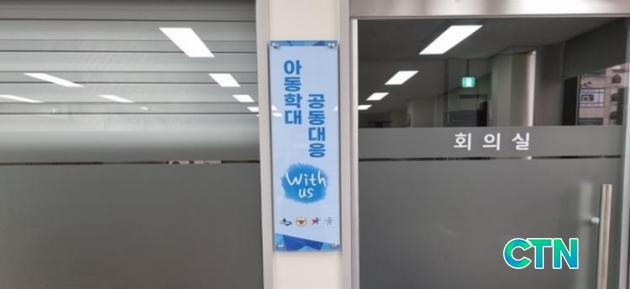 아동학대
공동대응
With
us
회의실
CTN